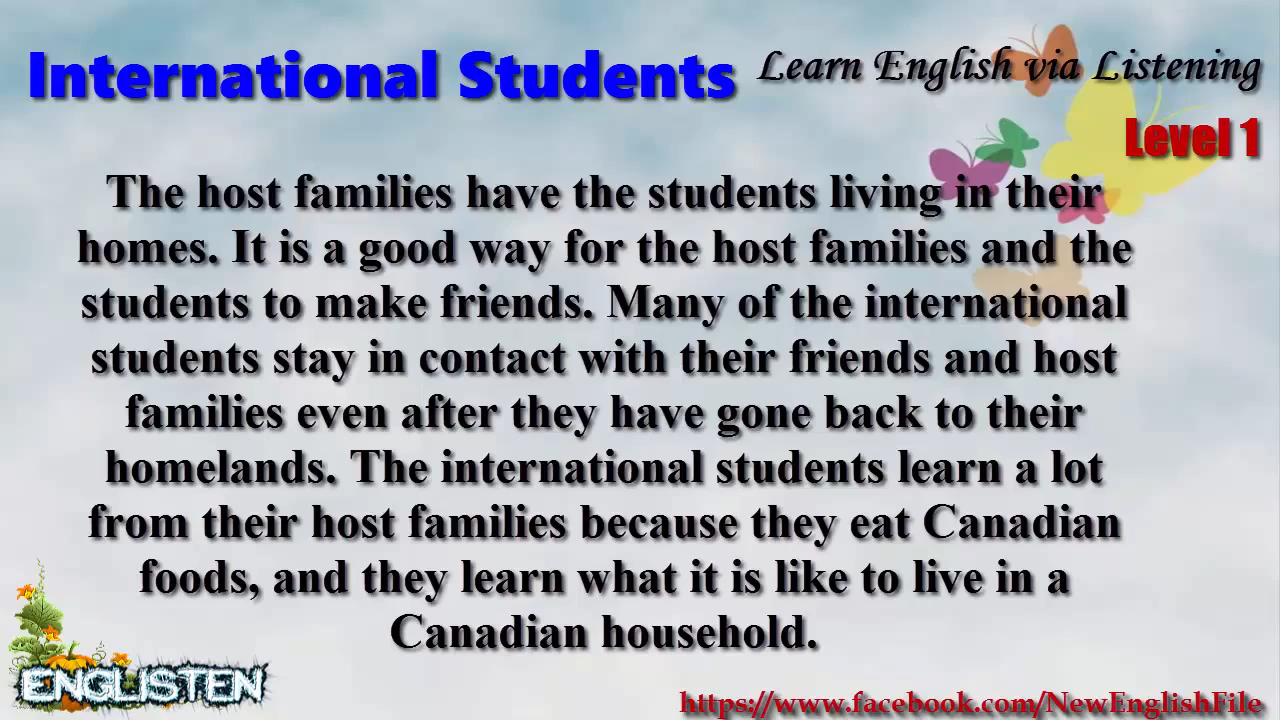 International Students
Learn English via Listening
Level 1
The host families have the students living in their
homes. It is a good way for the host families and the
students to make friends. Many of the international
students stay in contact with their friends and host
families even after they have gone back to their
homelands. The international students learn a lot
from their host families because they eat Canadian
foods, and they learn what it is like to live in a
Canadian household.
ENGLISTEN
https://www.facebook.com/NewEnglishFile